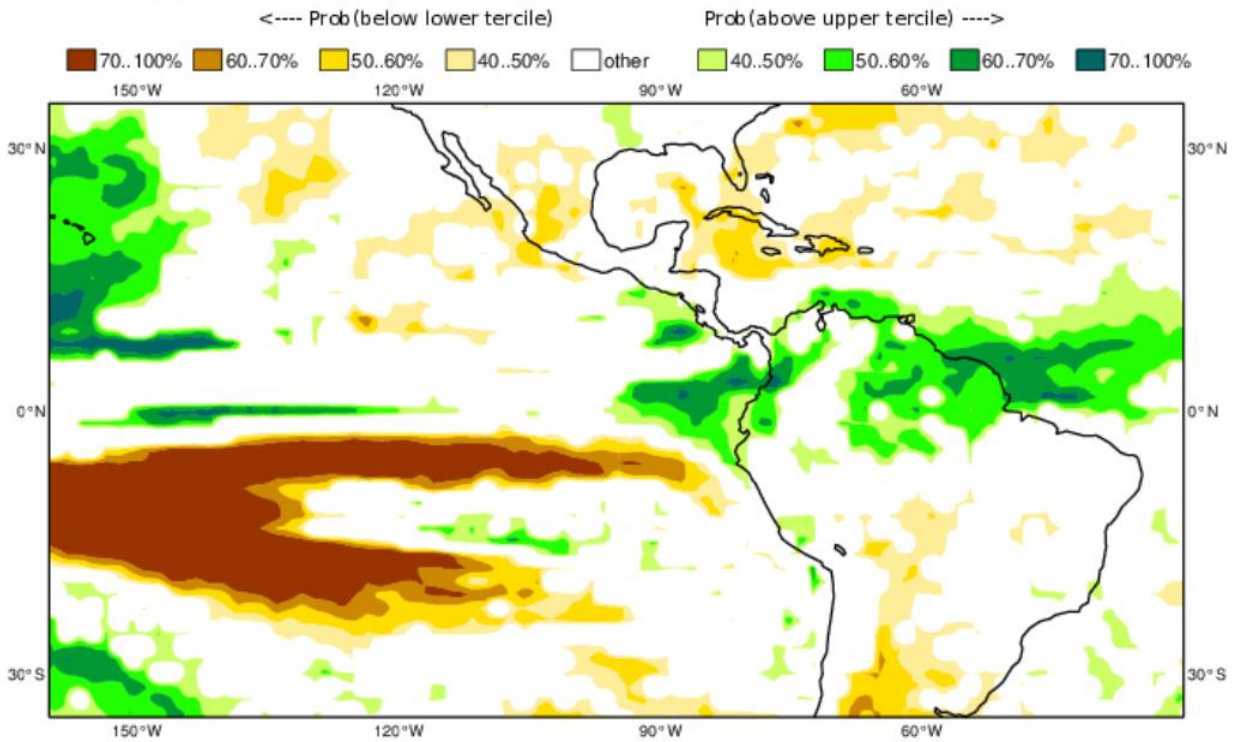 <---- Prob(below lower tercile) Prob(above upper tercile) ---->
70..100% 60..70% 50..60% 40..50% other 40..50% 50..60% 60..70% 70..100%
150°W 120°W 90°W 60°W
30°N 30°N
0°N 0°N
30°S 30°S
150°W 120°W 90°W 60°W